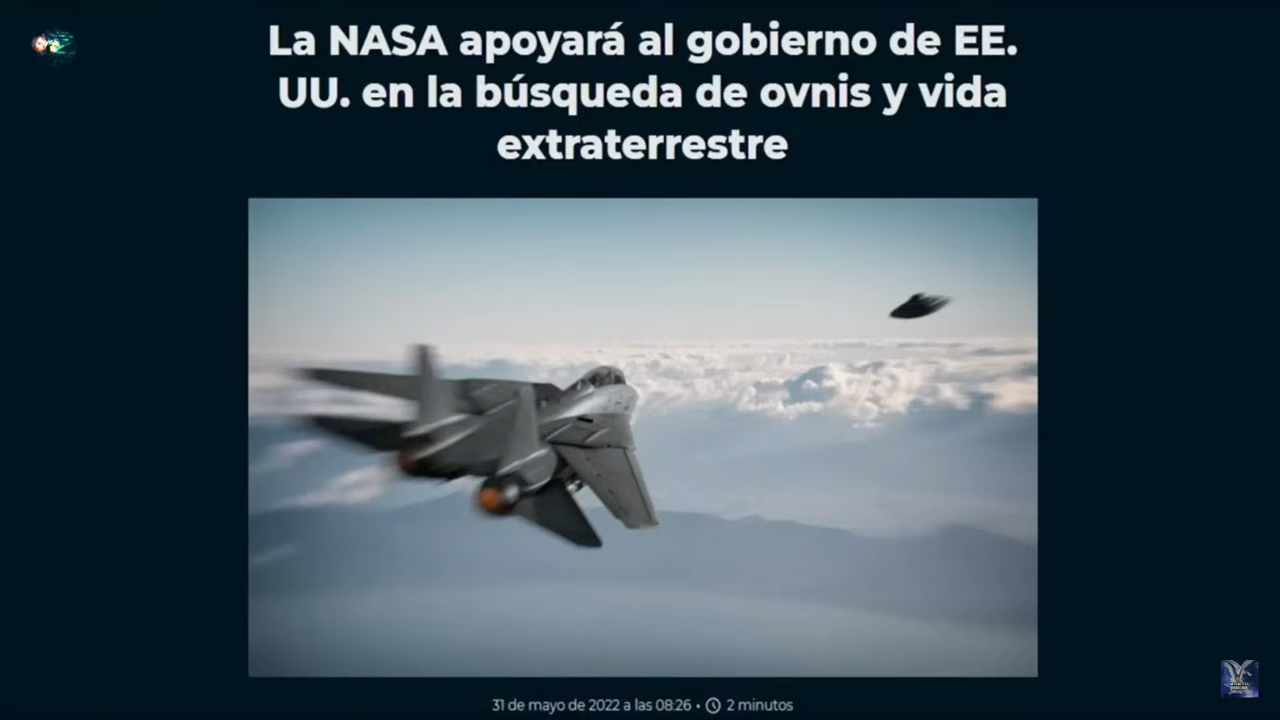 La NASA apoyará al gobierno de EE.
UU. en la búsqueda de ovnis y vida
extraterrestre
31 de mayo de 2022 a las 08:26 • 2 minutos